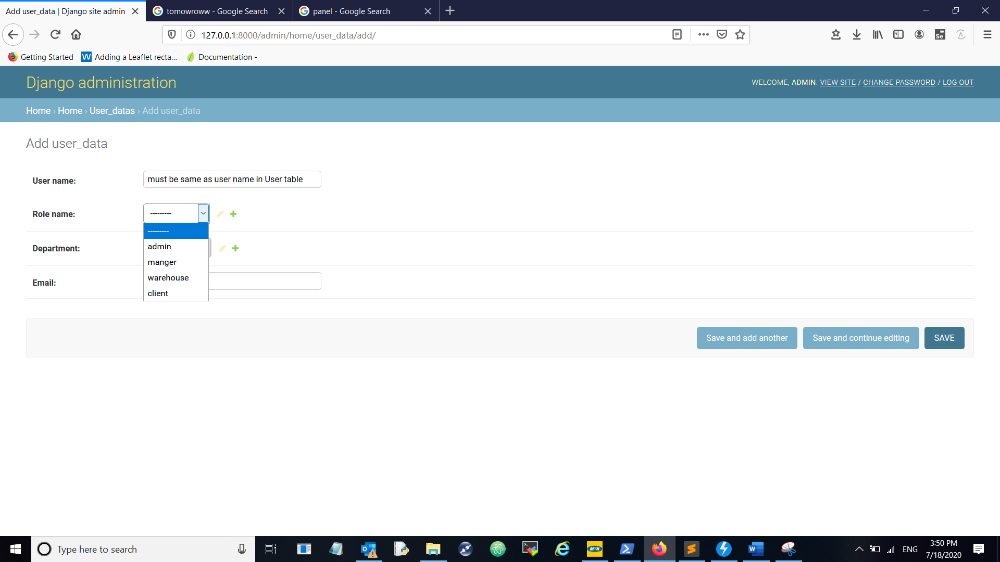 Add user_data | Django site admin
tomowroww - Google Search
panel - Google Search
127.0.0.1:8000/admin/home/user_data/add/
Getting Started
Adding a Leaflet recta...
Documentation -
Django administration
WELCOME, ADMIN. VIEW SITE / CHANGE PASSWORD / LOG OUT
Home › Home › User_datas › Add user_data
Add user_data
User name:
must be same as user name in User table
Role name:
---------
---------
admin
manger
warehouse
client
Department:
Email:
Save and add another
Save and continue editing
SAVE
Type here to search
MTN
ENG
3:50 PM
7/18/2020